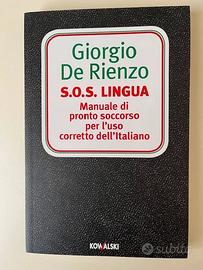 Giorgio
De Rienzo
S.O.S. LINGUA
Manuale di
pronto soccorso
per l'uso
corretto dell'Italiano
KOWALSKI
subito